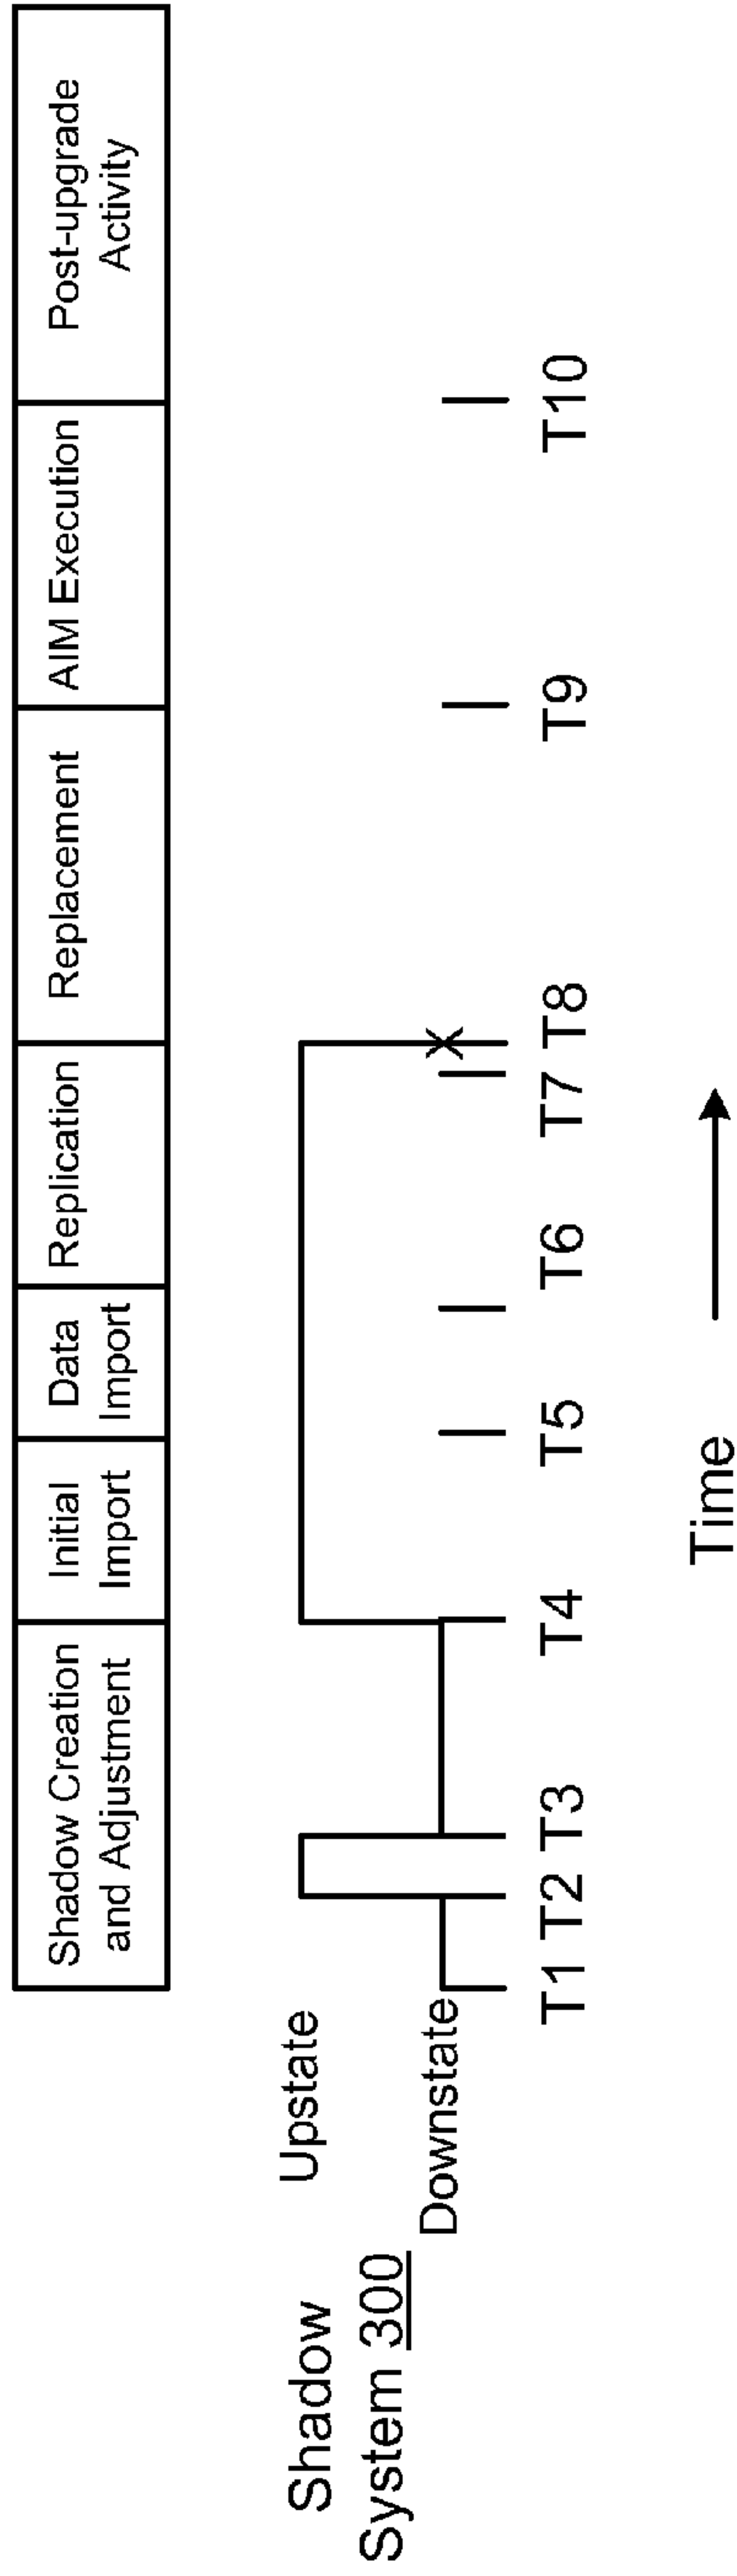 Shadow Creation
and Adjustment
Initial
Import
Data
Import
Replication
Replacement
AIM Execution
Post-upgrade
Activity
Shadow
System 300
Upstate
Downstate
T1 T2 T3 T4 T5 T6 T7 T8 T9 T10
Time